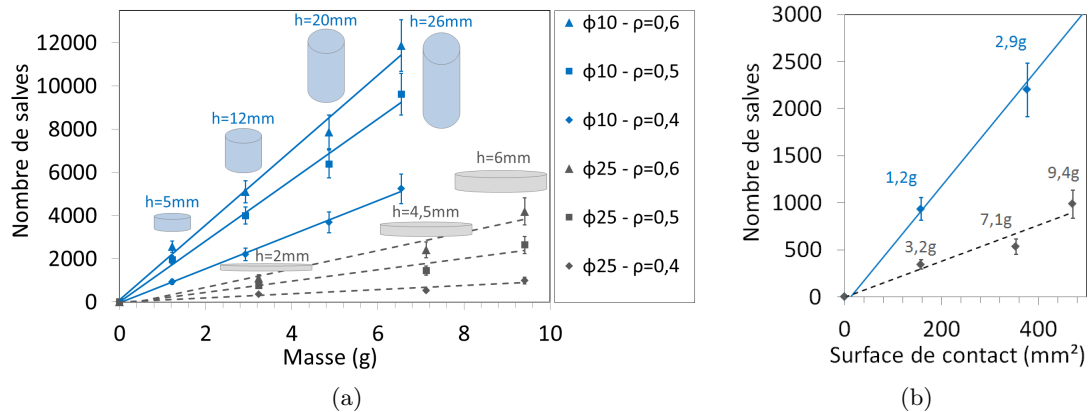 Nombre de salves
12000
10000
8000
6000
4000
2000
0
0 2 4 6 8 10
Masse (g)
h=5mm
h=12mm
h=20mm
h=26mm
h=2mm
h=4,5mm
h=6mm
ϕ10 - ρ=0,6
ϕ10 - ρ=0,5
ϕ10 - ρ=0,4
ϕ25 - ρ=0,6
ϕ25 - ρ=0,5
ϕ25 - ρ=0,4
(a)
Nombre de salves
3000
2500
2000
1500
1000
500
0
0 200 400
Surface de contact (mm²)
2,9g
1,2g
9,4g
7,1g
3,2g
(b)